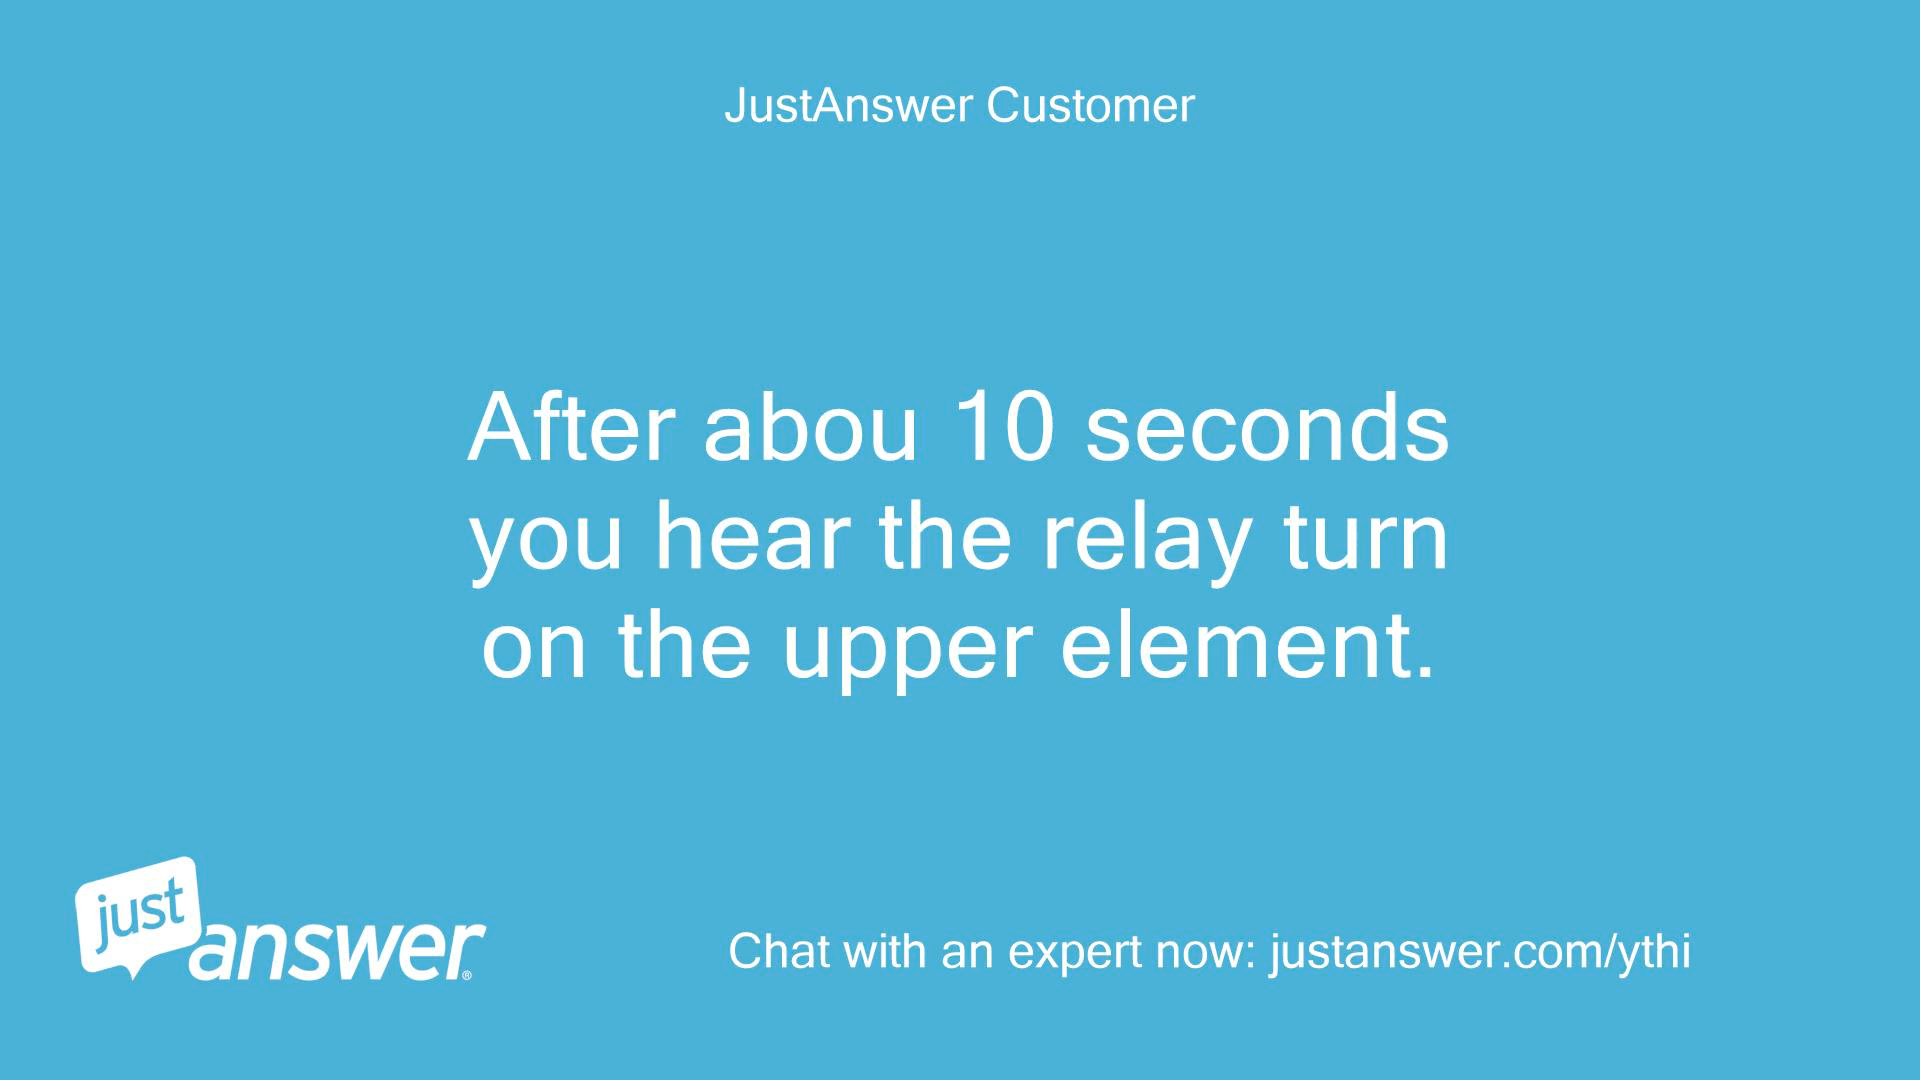 JustAnswer Customer
After abou 10 seconds
you hear the relay turn
on the upper element.
just
answer®
Chat with an expert now: justanswer.com/ythi